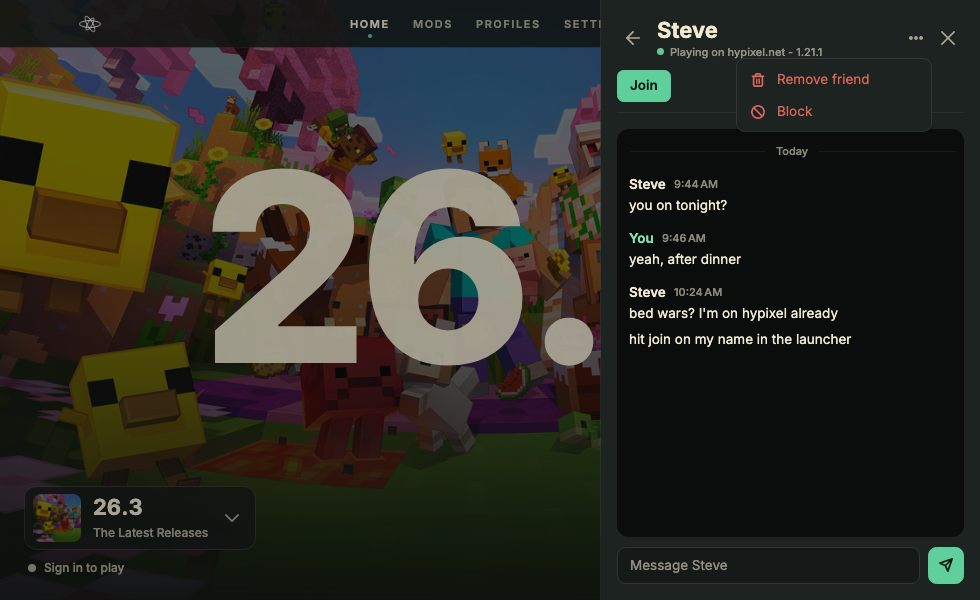 HOME MODS PROFILES SETTI
Steve
Playing on hypixel.net - 1.21.1
Join
Remove friend
Block
Today
Steve 9:44 AM
you on tonight?
You 9:46 AM
yeah, after dinner
Steve 10:24 AM
bed wars? I'm on hypixel already
hit join on my name in the launcher
26.
26.3
The Latest Releases
Sign in to play
Message Steve